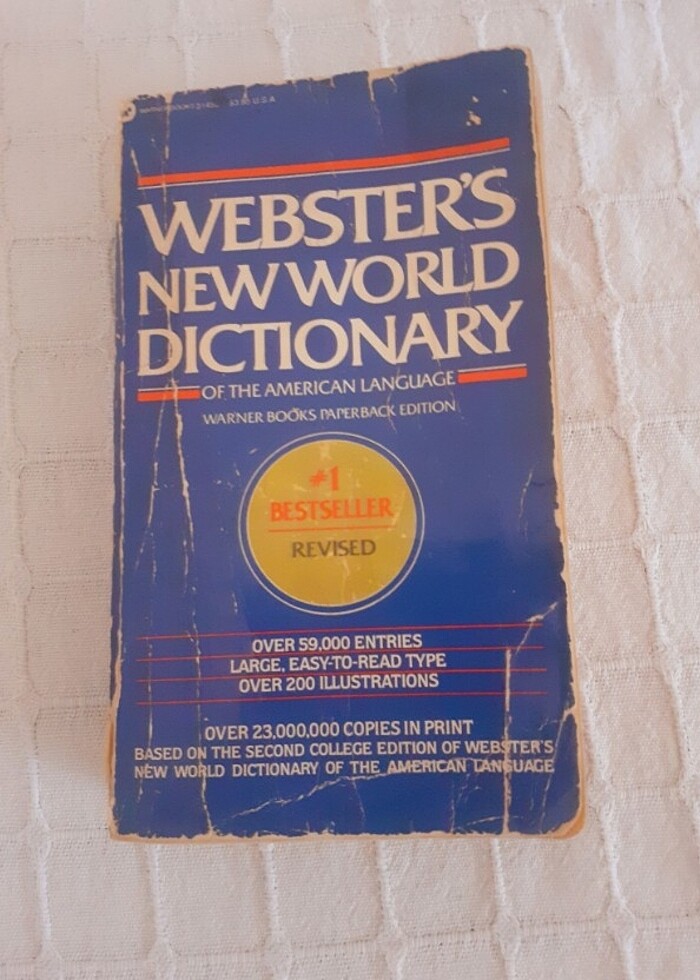 U.S.A.
WEBSTER'S
NEW WORLD
DICTIONARY
OF THE AMERICAN LANGUAGE
WARNER BOOKS PAPERBACK EDITION
#1
BESTSELLER
REVISED
OVER 59,000 ENTRIES
LARGE, EASY-TO-READ TYPE
OVER 200 ILLUSTRATIONS
OVER 23,000,000 COPIES IN PRINT
BASED ON THE SECOND COLLEGE EDITION OF WEBSTER'S
NEW WORLD DICTIONARY OF THE AMERICAN LANGUAGE